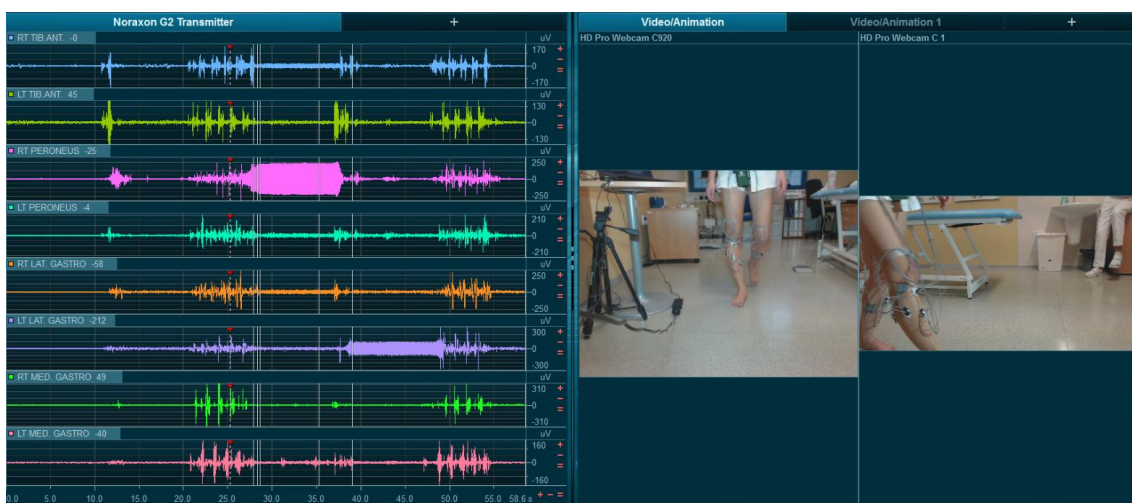 Noraxon G2 Transmitter
+
Video/Animation
Video/Animation 1
+
HD Pro Webcam C920
HD Pro Webcam C 1
RT TIB.ANT. -0
uV
170
-0
-170
LT TIB.ANT. 45
uV
130
-0
-130
RT PERONEUS -25
uV
250
-0
-250
LT PERONEUS -4
uV
210
-0
-210
RT LAT. GASTRO -58
uV
250
-0
-250
LT LAT. GASTRO -212
uV
300
-0
-300
RT MED. GASTRO 49
uV
310
-0
-310
LT MED. GASTRO -40
uV
160
-0
-160
0.0 5.0 10.0 15.0 20.0 25.0 30.0 35.0 40.0 45.0 50.0 55.0 58.6 s